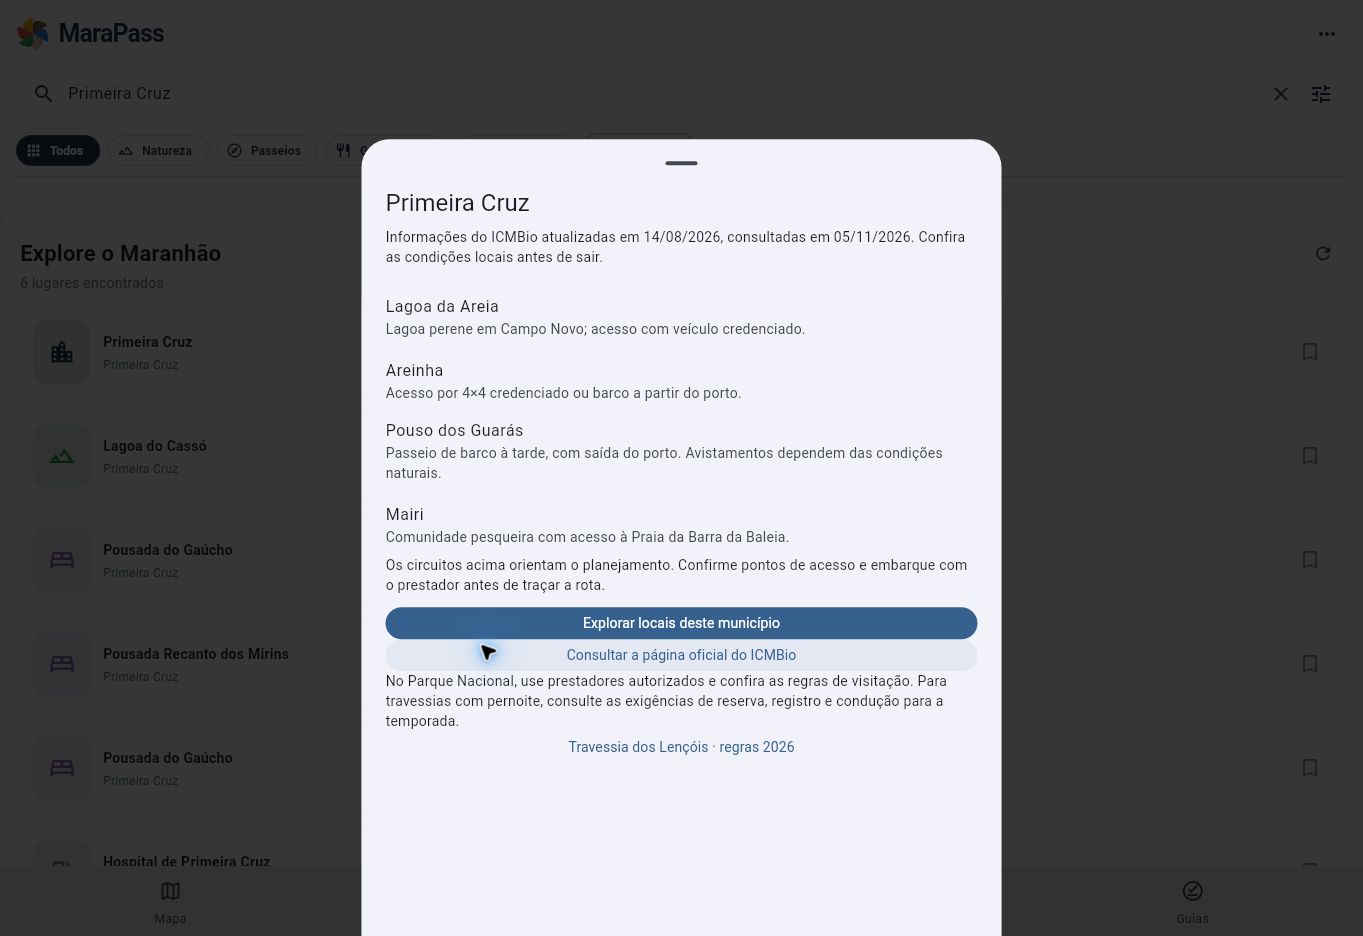 MaraPass
Primeira Cruz
Todos
Natureza
Passeios
Primeira Cruz
Informações do ICMBio atualizadas em 14/08/2026, consultadas em 05/11/2026. Confira
as condições locais antes de sair.
Lagoa da Areia
Lagoa perene em Campo Novo; acesso com veículo credenciado.
Areinha
Acesso por 4×4 credenciado ou barco a partir do porto.
Pouso dos Guarás
Passeio de barco à tarde, com saída do porto. Avistamentos dependem das condições
naturais.
Mairi
Comunidade pesqueira com acesso à Praia da Barra da Baleia.
Os circuitos acima orientam o planejamento. Confirme pontos de acesso e embarque com
o prestador antes de traçar a rota.
Explorar locais deste município
Consultar a página oficial do ICMBio
No Parque Nacional, use prestadores autorizados e confira as regras de visitação. Para
travessias com pernoite, consulte as exigências de reserva, registro e condução para a
temporada.
Travessia dos Lençóis · regras 2026
Explore o Maranhão
6 lugares encontrados
Primeira Cruz
Primeira Cruz
Lagoa do Cassó
Primeira Cruz
Pousada do Gaúcho
Primeira Cruz
Pousada Recanto dos Mirins
Primeira Cruz
Pousada do Gaúcho
Primeira Cruz
Hospital de Primeira Cruz
Mapa
Guias